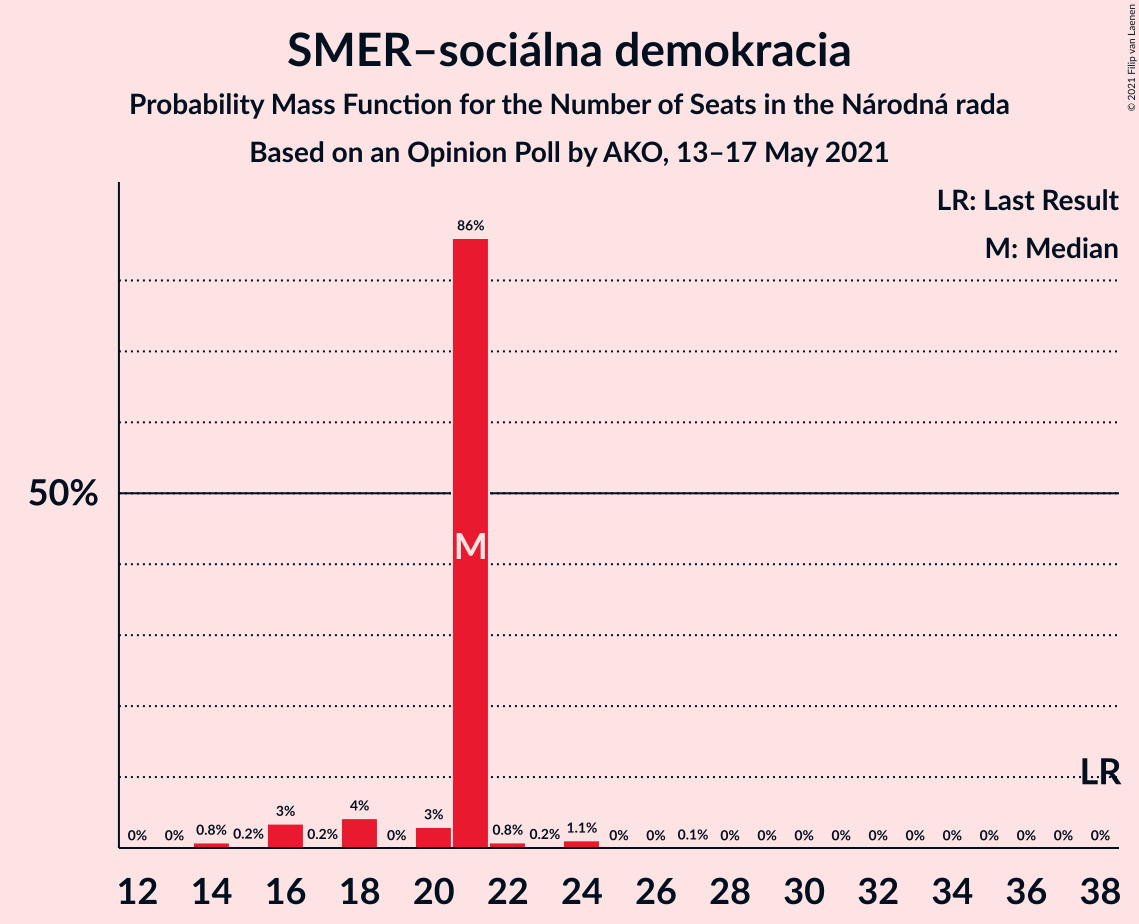 SMER–sociálna demokracia
Probability Mass Function for the Number of Seats in the Národná rada
Based on an Opinion Poll by AKO, 13–17 May 2021
© 2021 Filip van Laenen
LR: Last Result
M: Median
86%
50%
M
LR
0% 0% 0.8% 0.2% 3% 0.2% 4% 0% 3% 0.8% 0.2% 1.1% 0% 0% 0.1% 0% 0% 0% 0% 0% 0% 0% 0% 0% 0% 0%
12 14 16 18 20 22 24 26 28 30 32 34 36 38